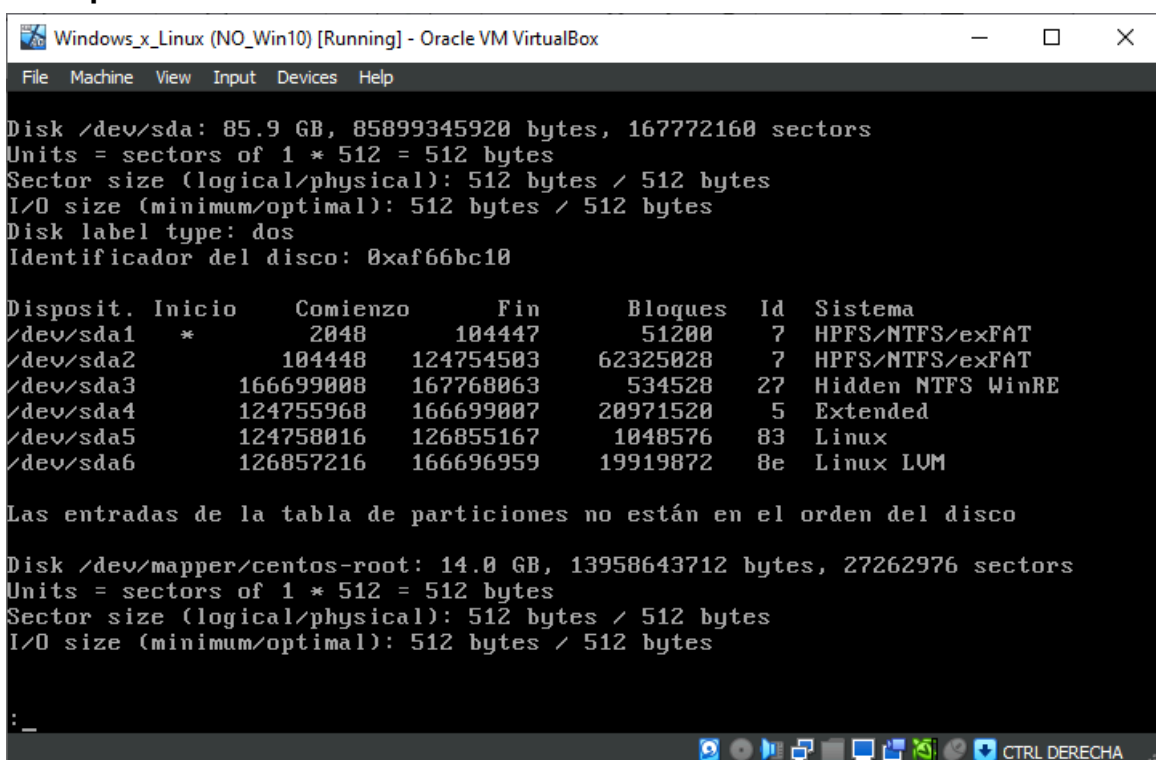 Windows_x_Linux (NO_Win10) [Running] - Oracle VM VirtualBox
File Machine View Input Devices Help
Disk /dev/sda: 85.9 GB, 85899345920 bytes, 167772160 sectors
Units = sectors of 1 * 512 = 512 bytes
Sector size (logical/physical): 512 bytes / 512 bytes
I/O size (minimum/optimal): 512 bytes / 512 bytes
Disk label type: dos
Identificador del disco: 0xaf66bc10
Disposit. Inicio Comienzo Fin Bloques Id Sistema
/dev/sda1 * 2048 104447 51200 7 HPFS/NTFS/exFAT
/dev/sda2 104448 124754503 62325028 7 HPFS/NTFS/exFAT
/dev/sda3 166699008 167768063 534528 27 Hidden NTFS WinRE
/dev/sda4 124755968 166699007 20971520 5 Extended
/dev/sda5 124758016 126855167 1048576 83 Linux
/dev/sda6 126857216 166696959 19919872 8e Linux LVM
Las entradas de la tabla de particiones no están en el orden del disco
Disk /dev/mapper/centos-root: 14.0 GB, 13958643712 bytes, 27262976 sectors
Units = sectors of 1 * 512 = 512 bytes
Sector size (logical/physical): 512 bytes / 512 bytes
I/O size (minimum/optimal): 512 bytes / 512 bytes
:_
CTRL DERECHA